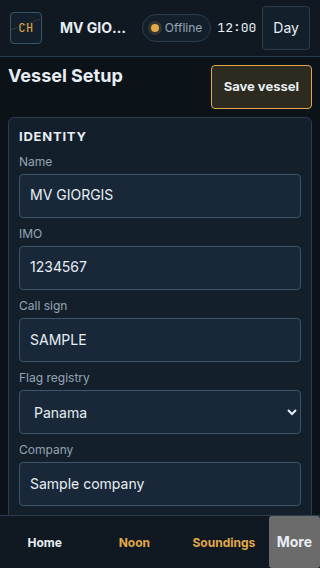 CH MV GIO... Offline 12:00 Day
Vessel Setup
Save vessel
IDENTITY
Name
MV GIORGIS
IMO
1234567
Call sign
SAMPLE
Flag registry
Panama
Company
Sample company
Home Noon Soundings More